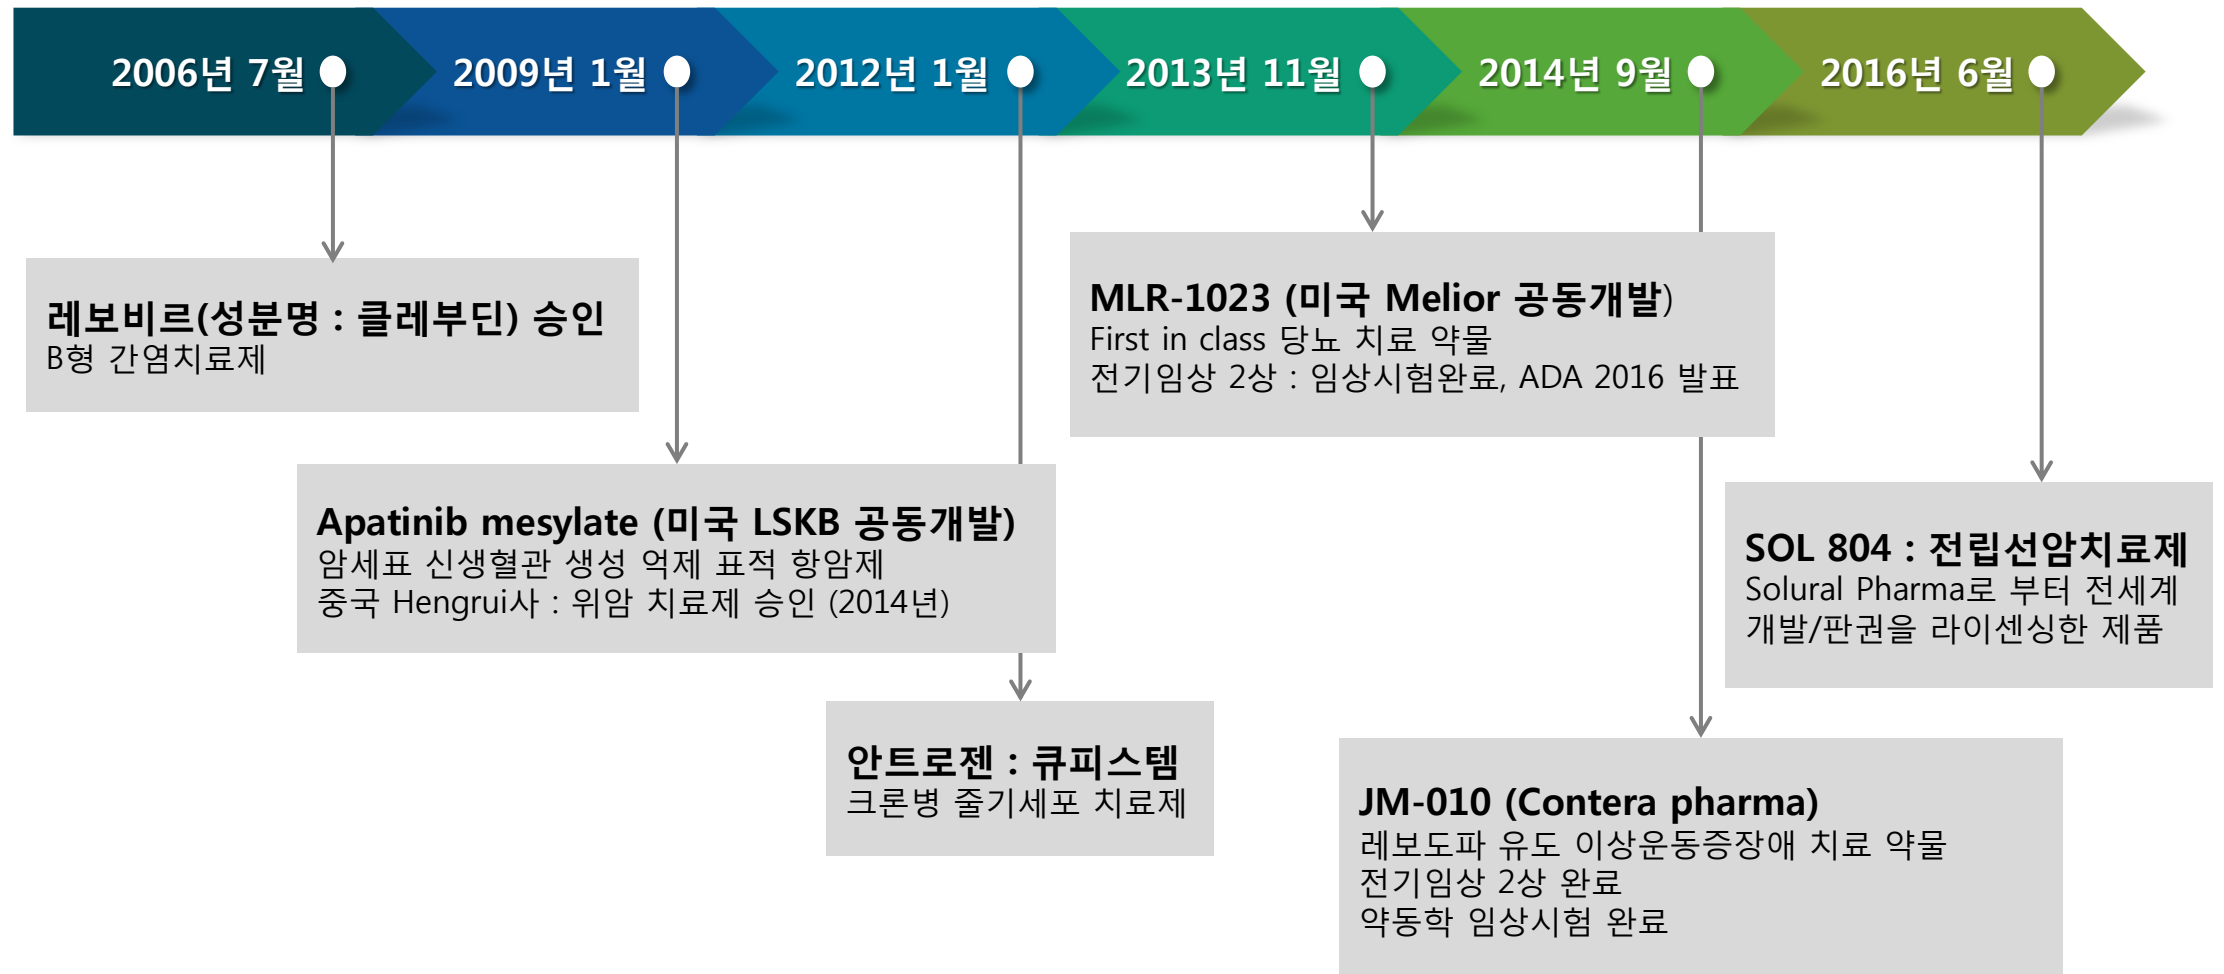 2006년 7월
2009년 1월
2012년 1월
2013년 11월
2014년 9월
2016년 6월
레보비르(성분명 : 클레부딘) 승인
B형 간염치료제
Apatinib mesylate (미국 LSKB 공동개발)
암세표 신생혈관 생성 억제 표적 항암제
중국 Hengrui사 : 위암 치료제 승인 (2014년)
안트로젠 : 큐피스템
크론병 줄기세포 치료제
MLR-1023 (미국 Melior 공동개발)
First in class 당뇨 치료 약물
전기임상 2상 : 임상시험완료, ADA 2016 발표
JM-010 (Contera pharma)
레보도파 유도 이상운동증장애 치료 약물
전기임상 2상 완료
약동학 임상시험 완료
SOL 804 : 전립선암치료제
Solural Pharma로 부터 전세계
개발/판권을 라이센싱한 제품